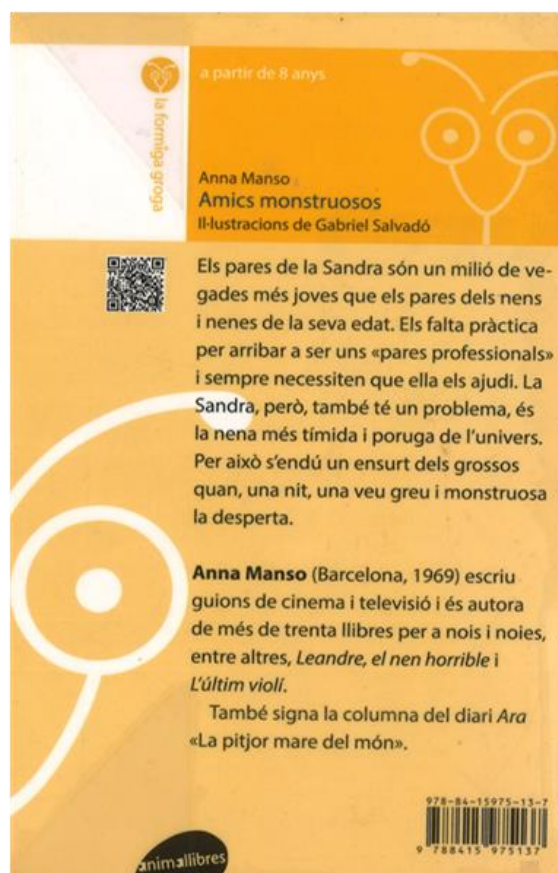 a partir de 8 anys
la formiga groga
Anna Manso
Amics monstruosos
Il·lustracions de Gabriel Salvadó
Els pares de la Sandra són un milió de ve-
gades més joves que els pares dels nens
i nenes de la seva edat. Els falta pràctica
per arribar a ser uns «pares professionals»
i sempre necessiten que ella els ajudi. La
Sandra, però, també té un problema, és
la nena més tímida i poruga de l'univers.
Per això s'endú un ensurt dels grossos
quan, una nit, una veu greu i monstruosa
la desperta.
Anna Manso (Barcelona, 1969) escriu
guions de cinema i televisió i és autora
de més de trenta llibres per a nois i noies,
entre altres, Leandre, el nen horrible i
L'últim violí.
També signa la columna del diari Ara
«La pitjor mare del món».
978-84-15975-13-7
9 788415 975137
animallibres